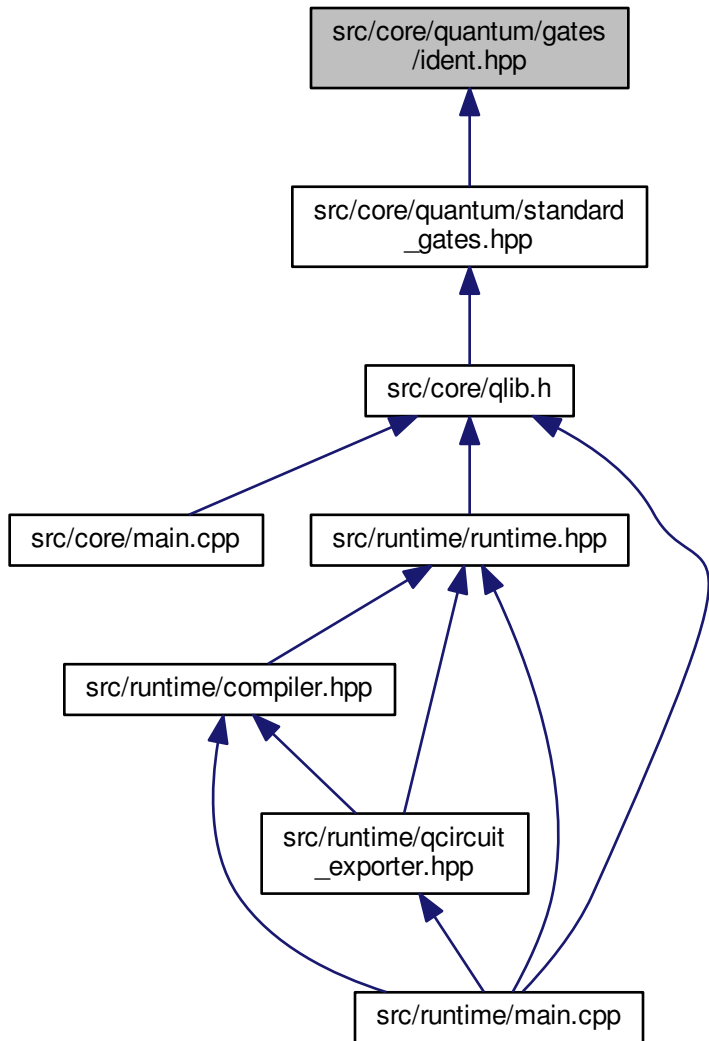 src/core/quantum/gates
/ident.hpp
src/core/quantum/standard
_gates.hpp
src/core/qlib.h
src/core/main.cpp
src/runtime/runtime.hpp
src/runtime/compiler.hpp
src/runtime/qcircuit
_exporter.hpp
src/runtime/main.cpp